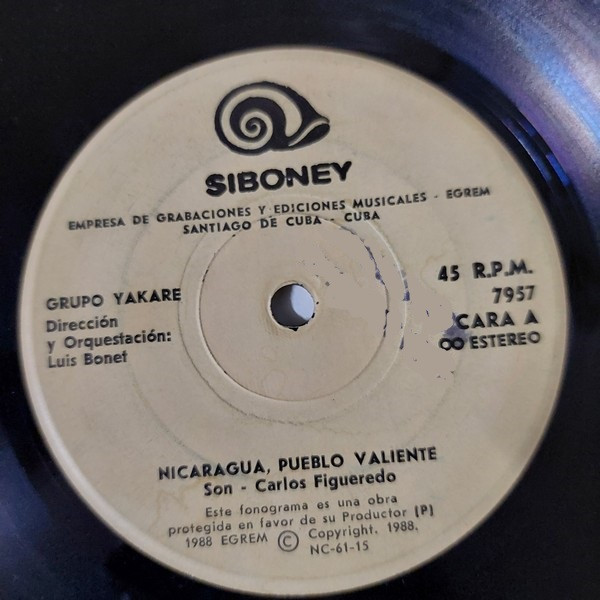 SIBONEY
EMPRESA DE GRABACIONES Y EDICIONES MUSICALES - EGREM
SANTIAGO DE CUBA - CUBA
GRUPO YAKARE
Dirección
y Orquestación:
Luis Bonet
45 R.P.M.
7957
CARA A
OO ESTEREO
NICARAGUA, PUEBLO VALIENTE
Son - Carlos Figueredo
Este fonograma es una obra
protegida en favor de su Productor (P)
1988 EGREM © Copyright. 1988.
NC-61-15